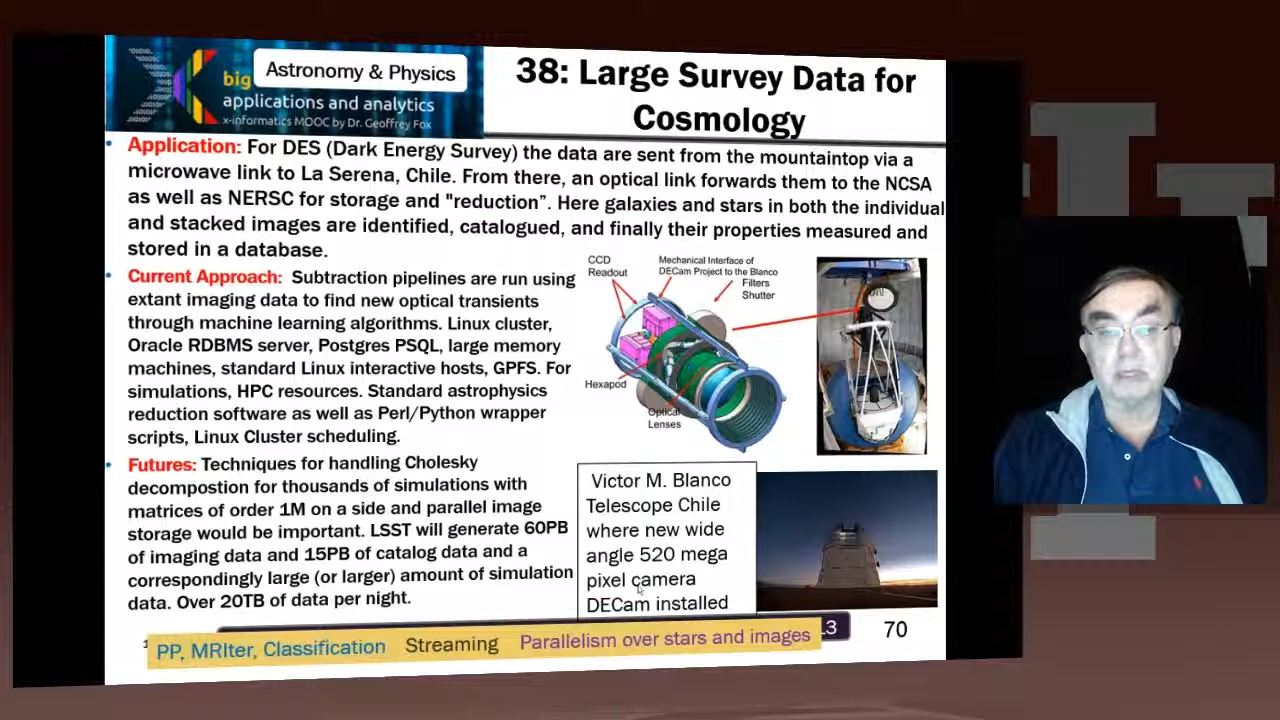 big
Astronomy & Physics
applications and analytics
x-informatics MOOC by Dr. Geoffrey Fox
38: Large Survey Data for
Cosmology
• Application: For DES (Dark Energy Survey) the data are sent from the mountaintop via a
microwave link to La Serena, Chile. From there, an optical link forwards them to the NCSA
as well as NERSC for storage and "reduction”. Here galaxies and stars in both the individual
and stacked images are identified, catalogued, and finally their properties measured and
stored in a database.
• Current Approach: Subtraction pipelines are run using
extant imaging data to find new optical transients
through machine learning algorithms. Linux cluster,
Oracle RDBMS server, Postgres PSQL, large memory
machines, standard Linux interactive hosts, GPFS. For
simulations, HPC resources. Standard astrophysics
reduction software as well as Perl/Python wrapper
scripts, Linux Cluster scheduling.
• Futures: Techniques for handling Cholesky
decompostion for thousands of simulations with
matrices of order 1M on a side and parallel image
storage would be important. LSST will generate 60PB
of imaging data and 15PB of catalog data and a
correspondingly large (or larger) amount of simulation
data. Over 20TB of data per night.
CCD
Readout
Mechanical Interface of
DECam Project to the Blanco
Filters
Shutter
Hexapod
Optical
Lenses
Victor M. Blanco
Telescope Chile
where new wide
angle 520 mega
pixel camera
DECam installed
70
PP, MRIter, Classification Streaming Parallelism over stars and images